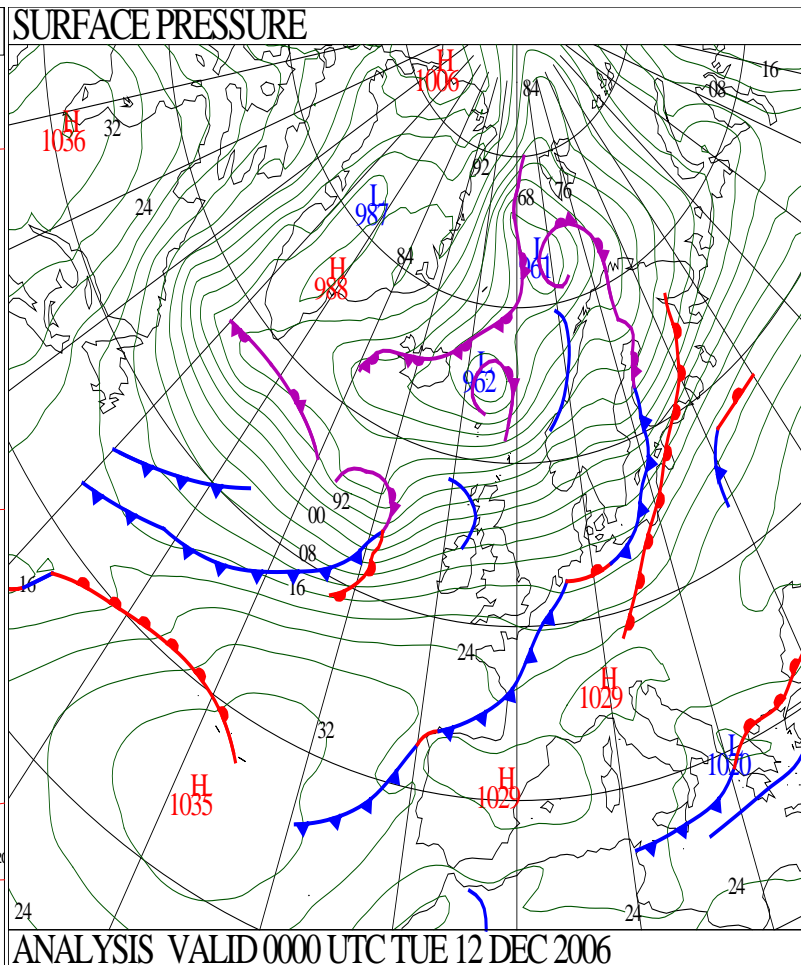 SURFACE PRESSURE
H
1006
16
84
08
H
1036
32
92
76
68
L
987
24
L
961
84
H
988
L
962
92
00
08
16
16
24
H
1029
32
L
1020
H
1035
H
1029
24
24
24
ANALYSIS VALID 0000 UTC TUE 12 DEC 2006